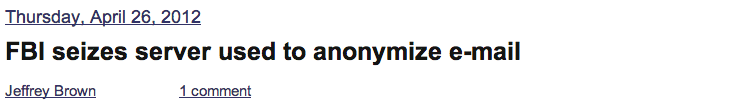 Thursday, April 26, 2012
FBI seizes server used to anonymize e-mail
Jeffrey Brown 1 comment